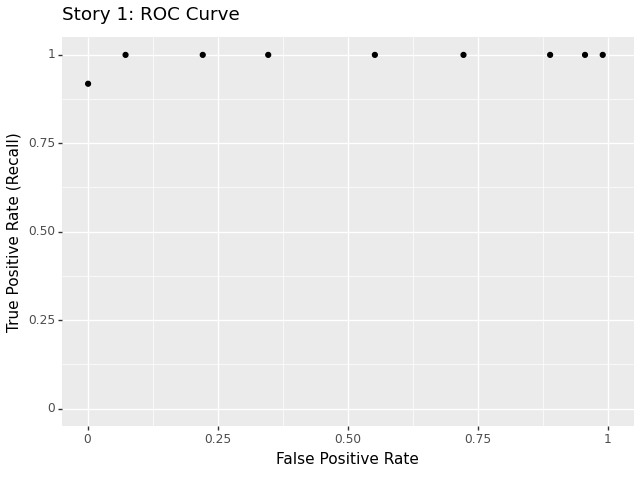 Story 1: ROC Curve
1
0.75
0.50
0.25
0
True Positive Rate (Recall)
0 0.25 0.50 0.75 1
False Positive Rate